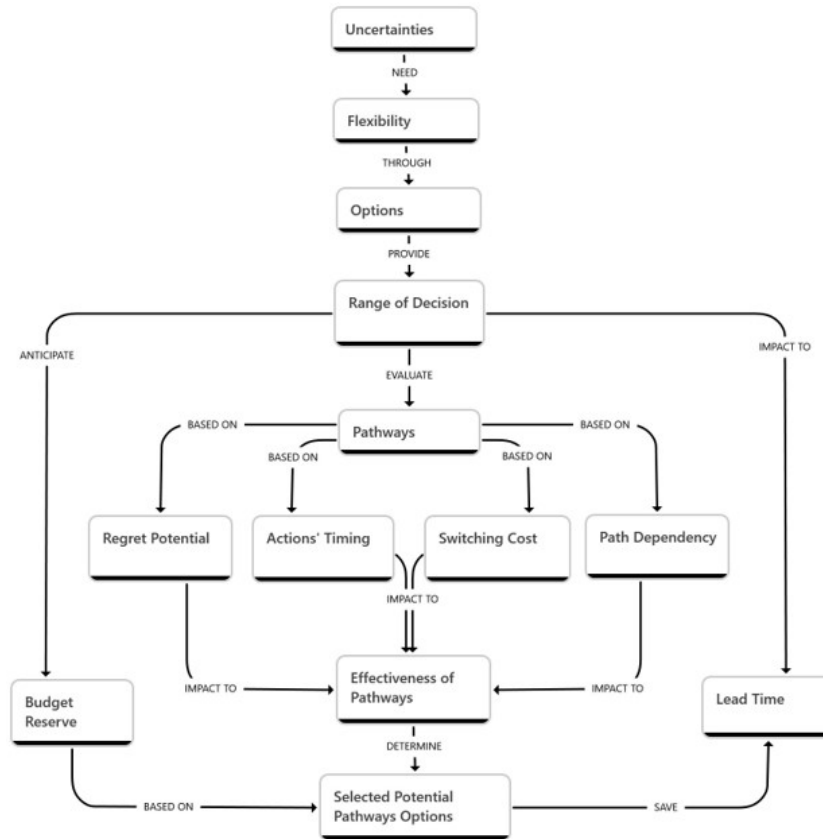 Uncertainties
NEED
Flexibility
THROUGH
Options
PROVIDE
Range of Decision
ANTICIPATE
IMPACT TO
EVALUATE
Pathways
BASED ON
BASED ON
BASED ON
BASED ON
Regret Potential
Actions' Timing
Switching Cost
Path Dependency
IMPACT TO
Budget
Reserve
IMPACT TO
Effectiveness of
Pathways
IMPACT TO
Lead Time
DETERMINE
BASED ON
Selected Potential
Pathways Options
SAVE